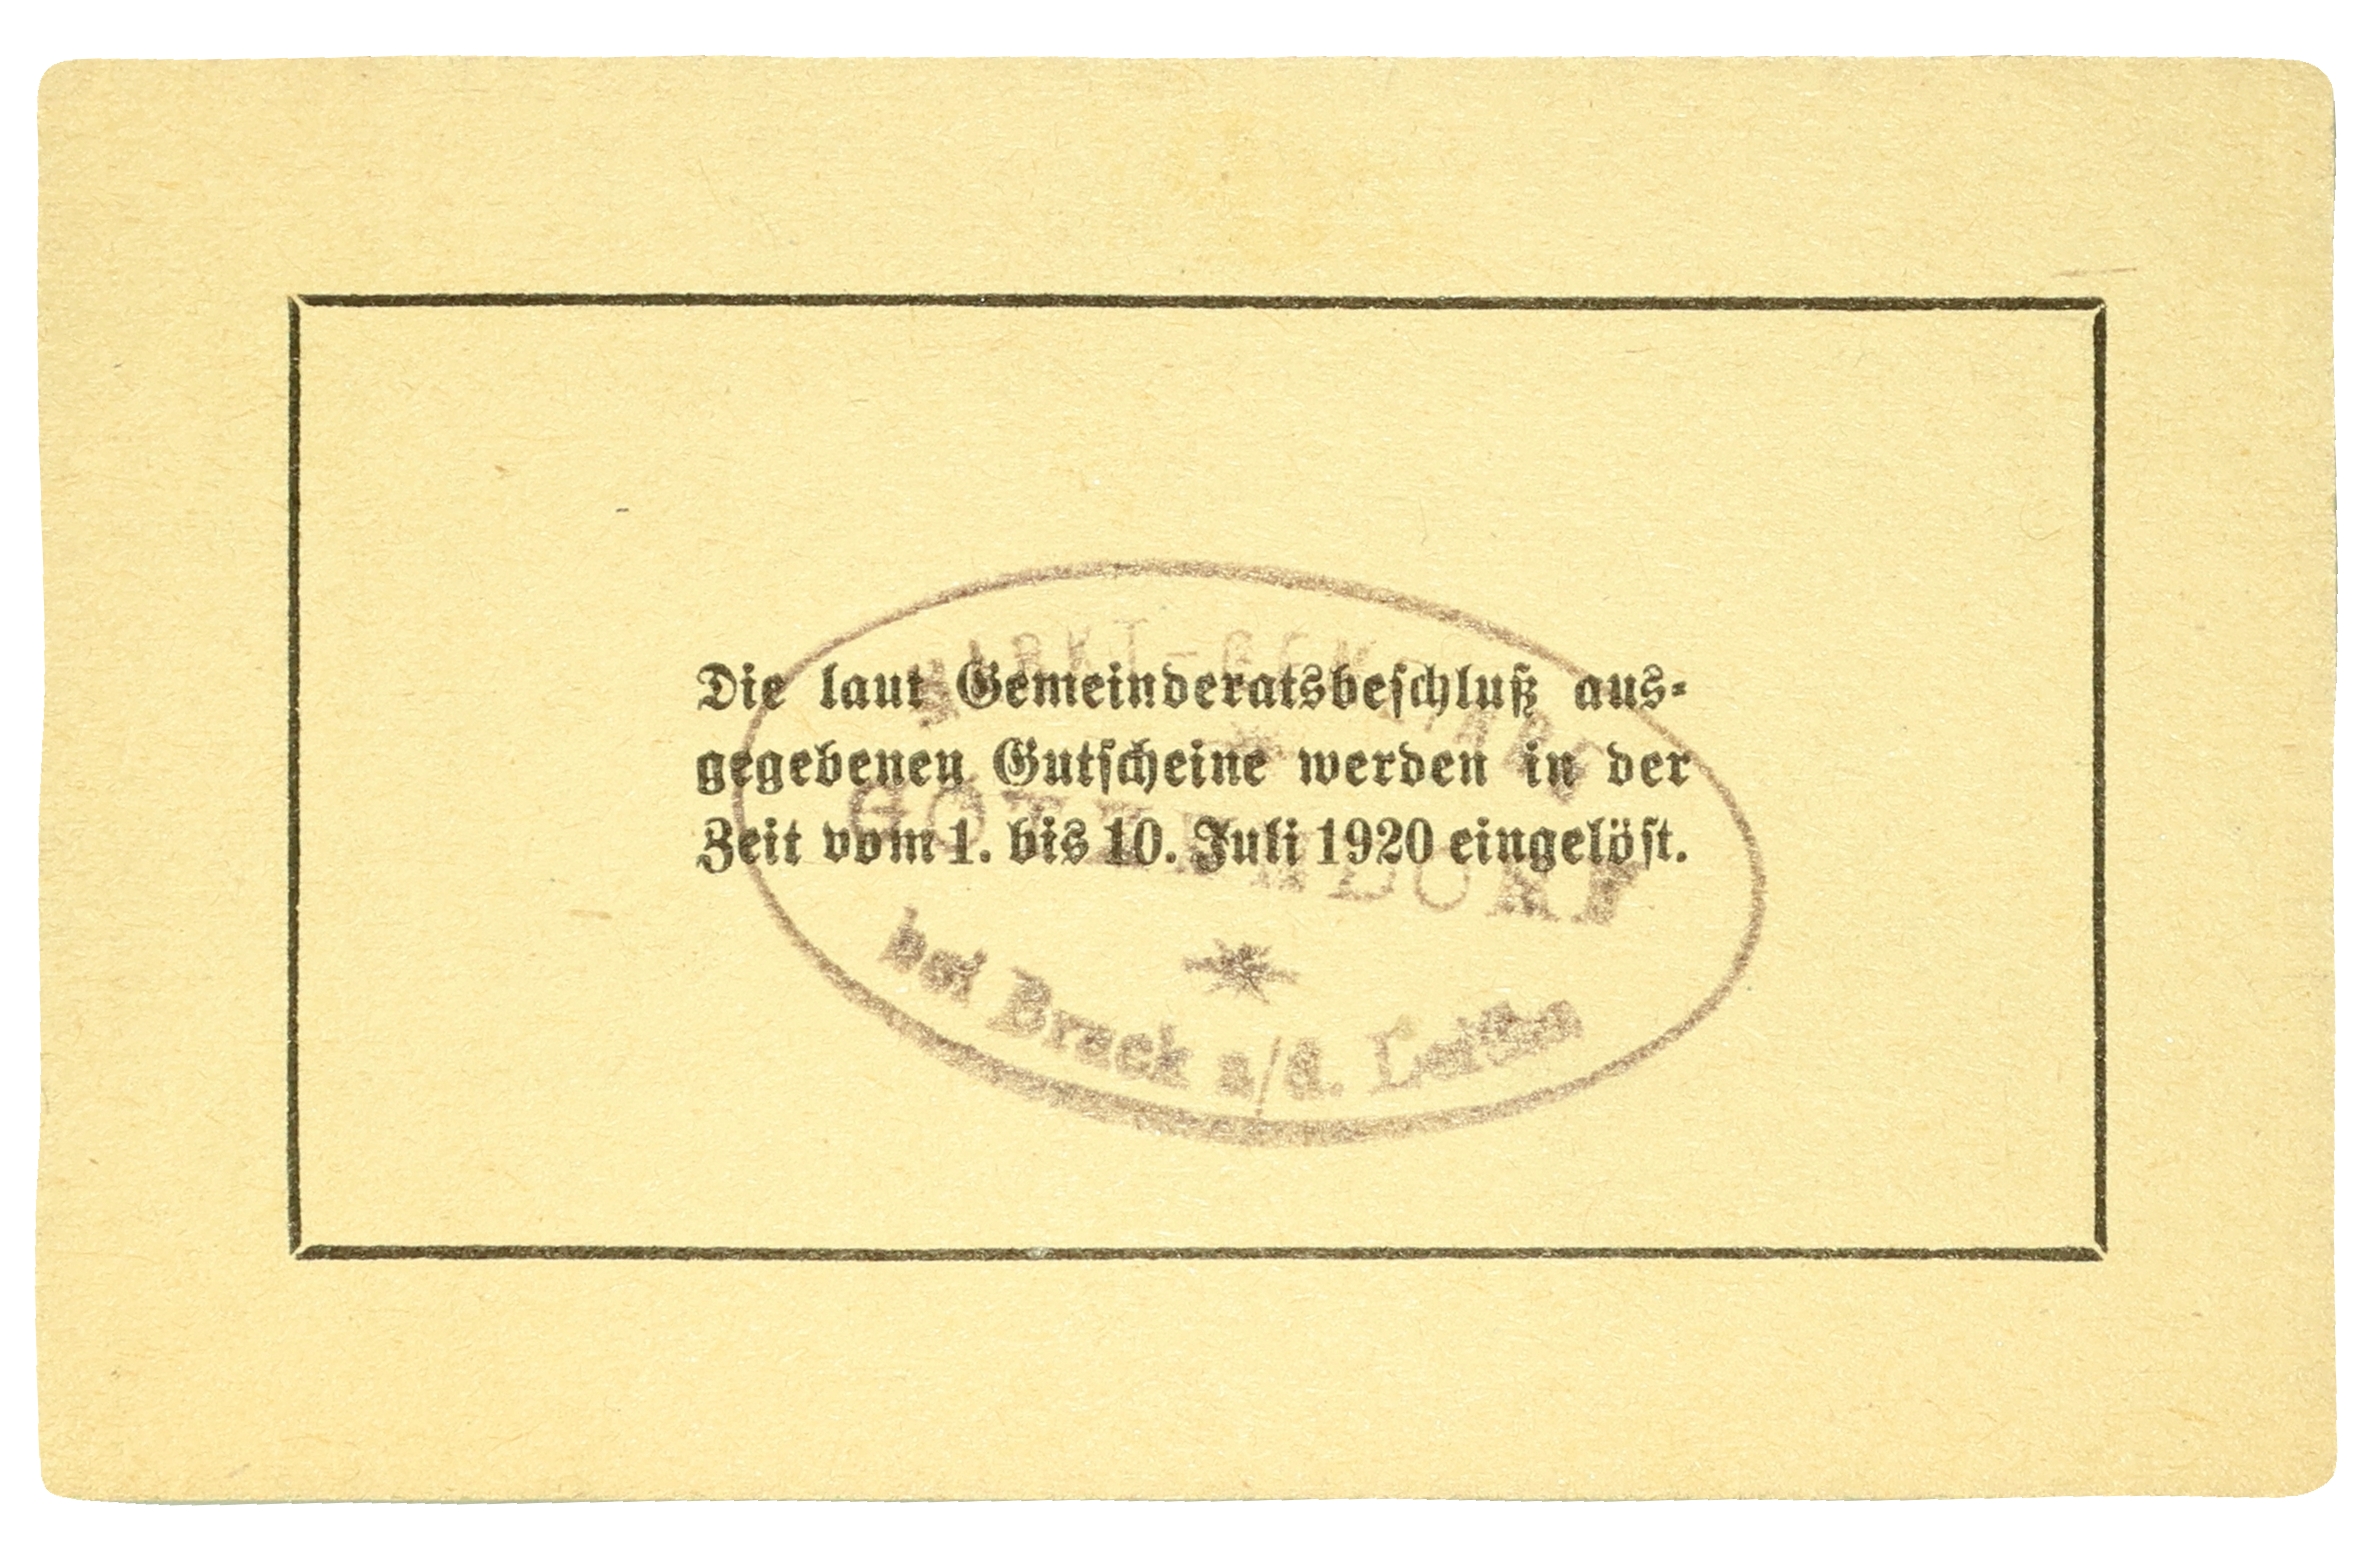 Die laut Gemeinderatsbeschluß aus-
gegebenen Gutscheine werden in der
Zeit vom 1. bis 10. Juli 1920 eingelöst.
GÖTZENDORF
bei Bruck a/d. Leitha